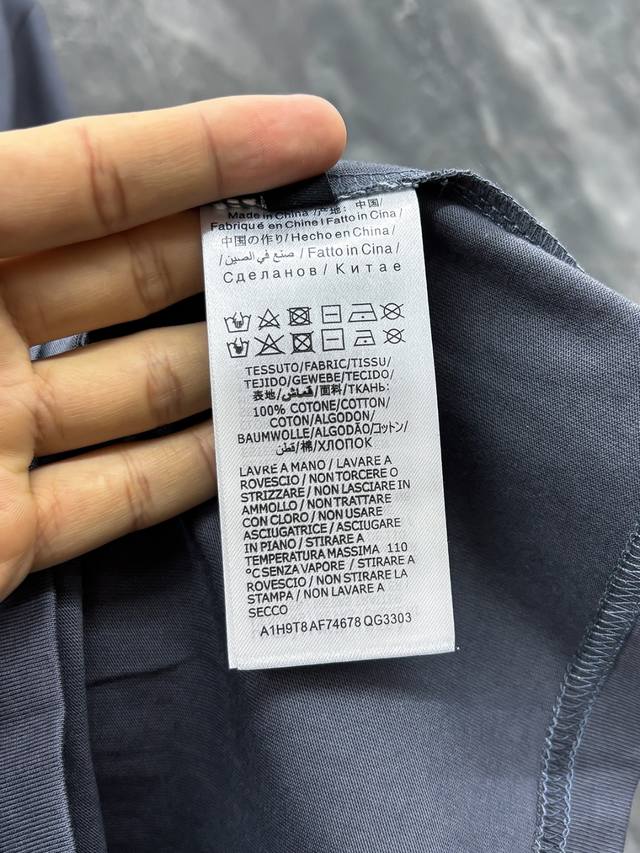 Made in China /产地：中国/
Fabriqué en Chine/Fatto in Cina/
中国の作り/Hecho en China/
صنع في الصين/ / Fatto in Cina/
Сделанов/ Китае
TESSUTO/FABRIC/TISSU/
TEJIDO/GEWEBE/TECIDO/
表地/قماش/面料/ТКАНЬ:
100% COTONE/COTTON/
COTON/ALGODON/
BAUMWOLLE/ALGODÃO/コットン/
قطن/棉/ХЛОПОК
LAVRÉ A MANO / LAVARE A
ROVESCIO / NON TORCERE O
STRIZZARE / NON LASCIARE IN
AMMOLLO / NON TRATTARE
CON CLORO / NON USARE
ASCIUGATRICE / ASCIUGARE
IN PIANO / STIRARE A
TEMPERATURA MASSIMA 110
°C SENZA VAPORE / STIRARE A
ROVESCIO / NON STIRARE LA
STAMPA / NON LAVARE A
SECCO
A1H9T8 AF74678 QG3303